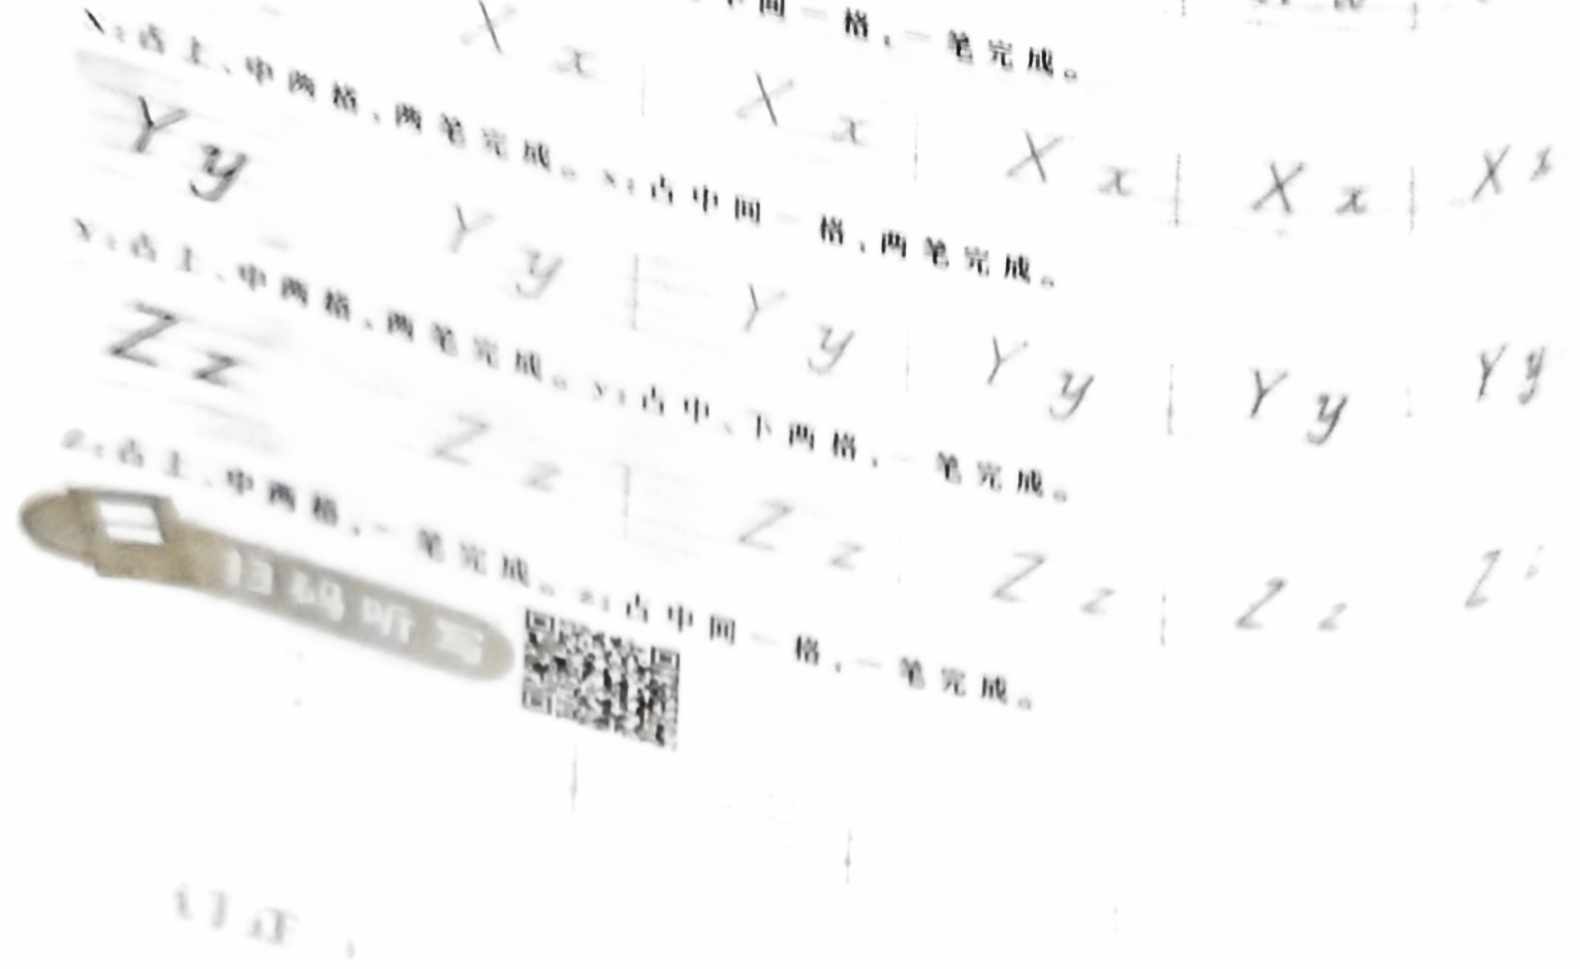 中间一格,一笔完成。
X x X x X x X x X x
X:占上、中两格,两笔完成。x:占中间一格,两笔完成。
Y y Y y Y y Y y Y y Y y
Y:占上、中两格,两笔完成。y:占中、下两格,一笔完成。
Z z Z z Z z Z z Z z Z
Z:占上、中两格,一笔完成。z:占中间一格,一笔完成。
扫码听写
订正